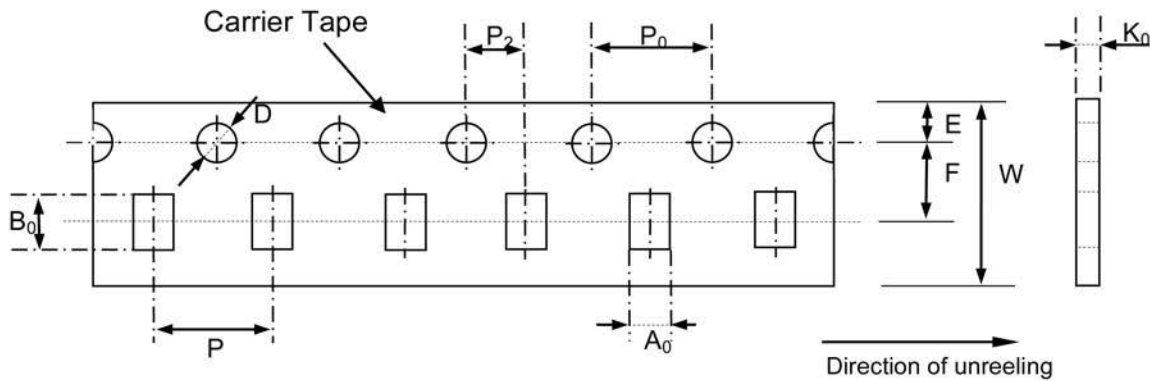 Carrier Tape
P2
P0
K0
D
E
F
W
B0
P
A0
Direction of unreeling